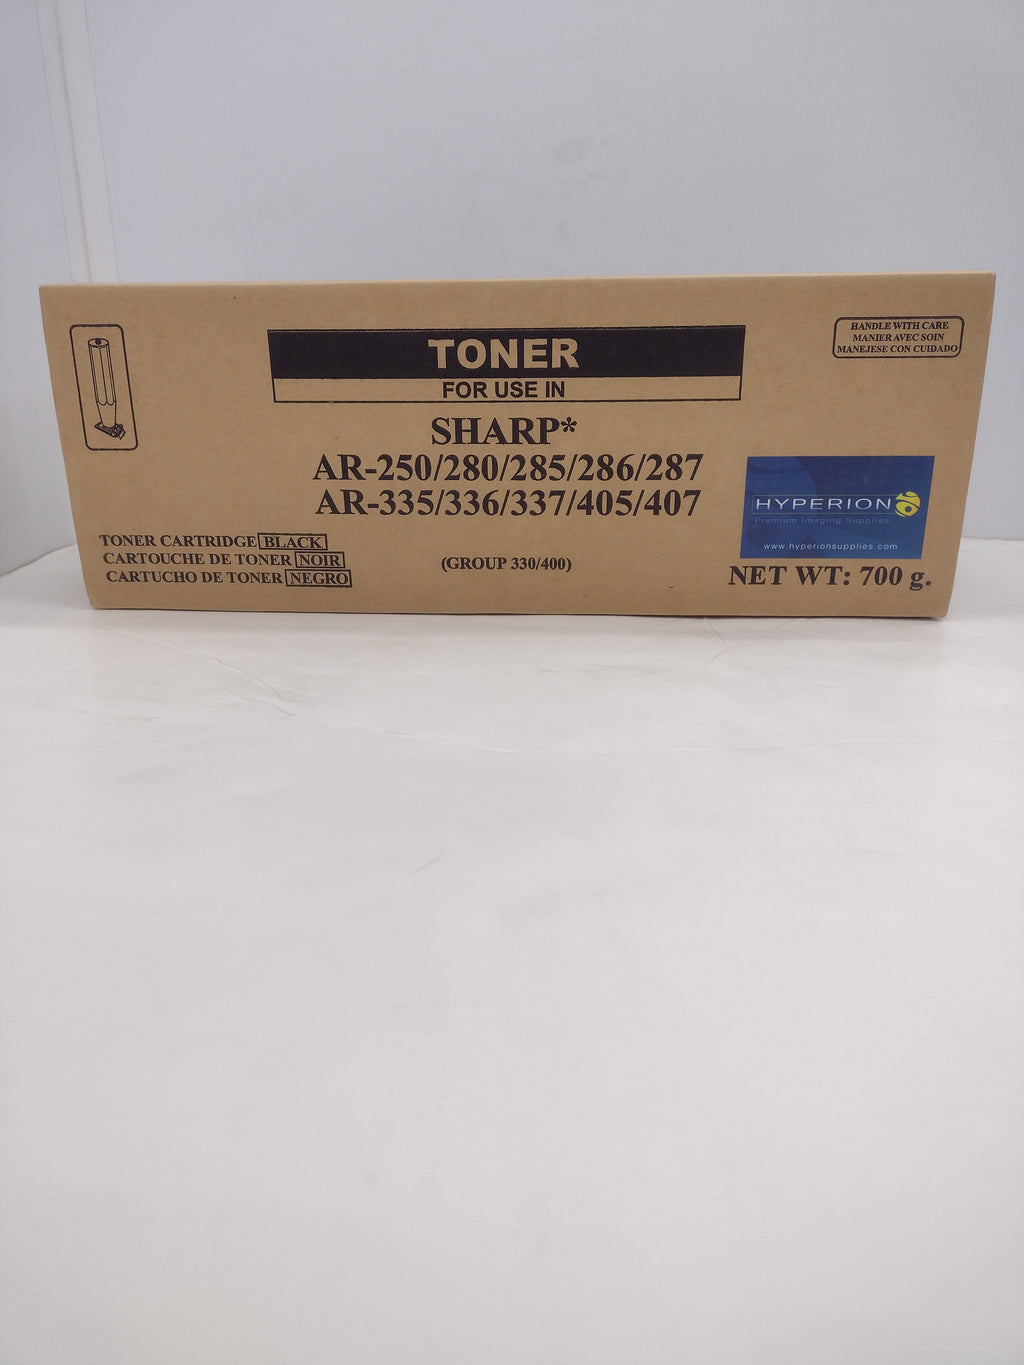 TONER
FOR USE IN
HANDLE WITH CARE
MANIER AVEC SOIN
MANEJESE CON CUIDADO
SHARP*
AR-250/280/285/286/287
AR-335/336/337/405/407
HYPERION
Premium Imaging Supplies
www.hyperionsupplies.com
TONER CARTRIDGE BLACK
CARTOUCHE DE TONER NOIR
CARTUCHO DE TONER NEGRO
(GROUP 330/400)
NET WT: 700 g.